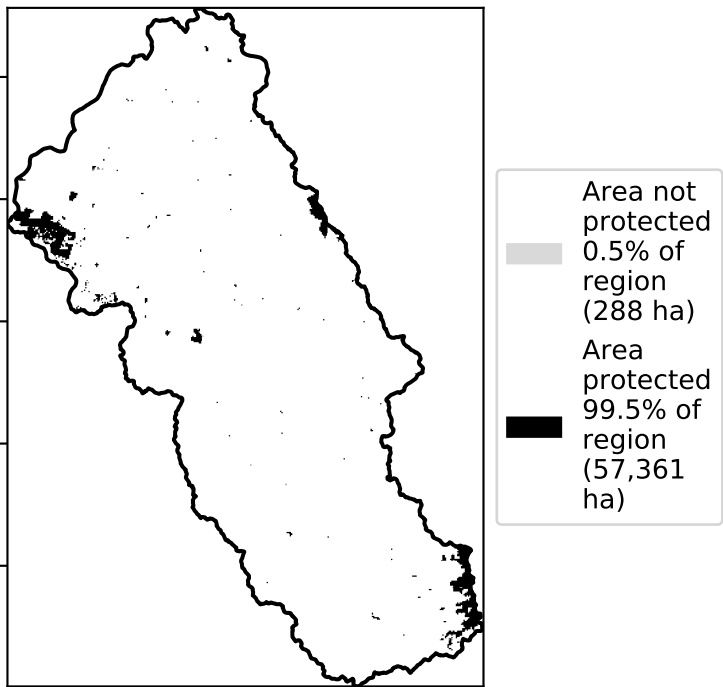 Area not
protected
0.5% of
region
(288 ha)
Area
protected
99.5% of
region
(57,361
ha)